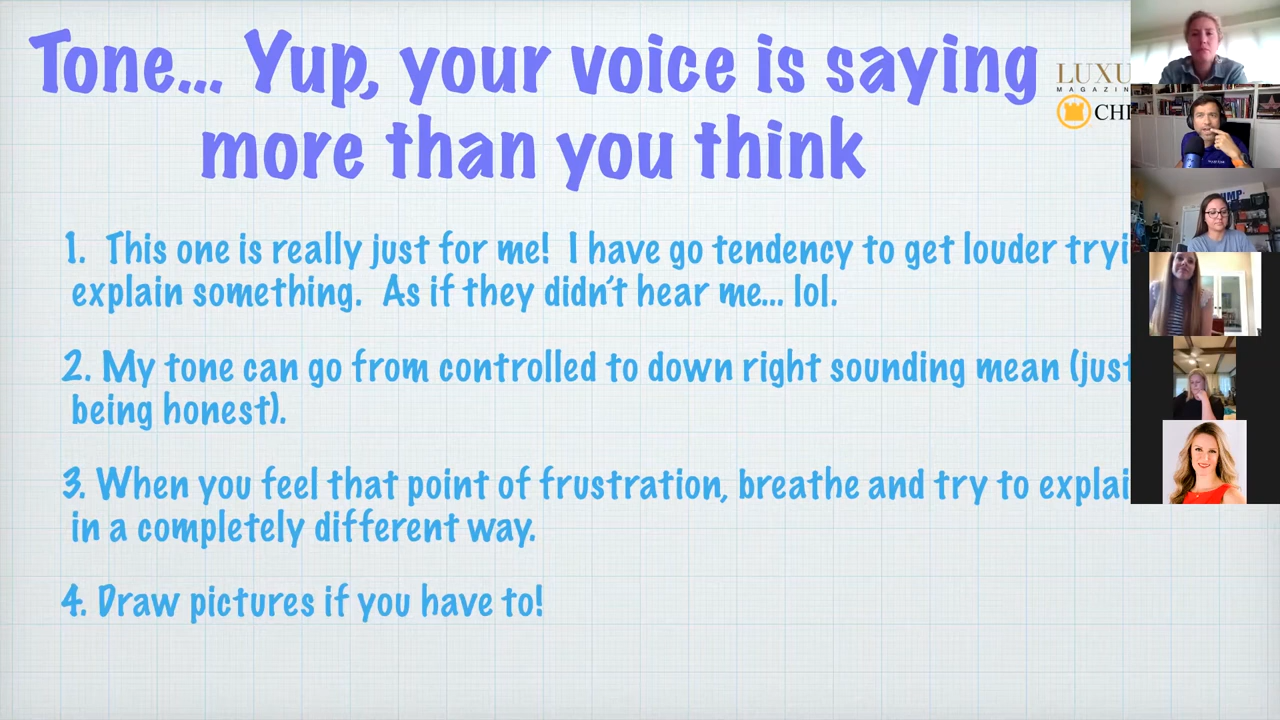 Tone... Yup, your voice is saying
more than you think
LUXU
MAGAZIN
CHI
1. This one is really just for me! I have go tendency to get louder tryi
explain something. As if they didn't hear me... lol.
2. My tone can go from controlled to down right sounding mean (just
being honest).
3. When you feel that point of frustration, breathe and try to explai
in a completely different way.
4. Draw pictures if you have to!
UMP